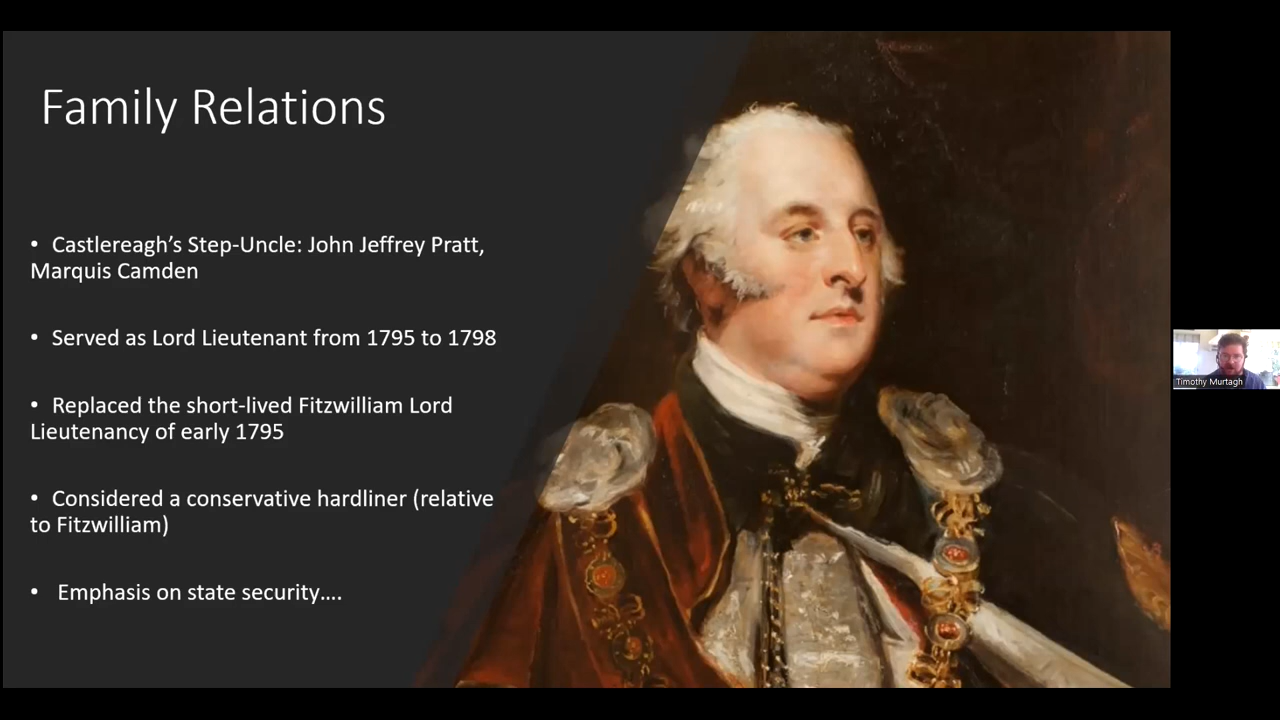 Family Relations
• Castlereagh's Step-Uncle: John Jeffrey Pratt,
Marquis Camden
• Served as Lord Lieutenant from 1795 to 1798
• Replaced the short-lived Fitzwilliam Lord
Lieutenancy of early 1795
• Considered a conservative hardliner (relative
to Fitzwilliam)
• Emphasis on state security....
Timothy Murtagh